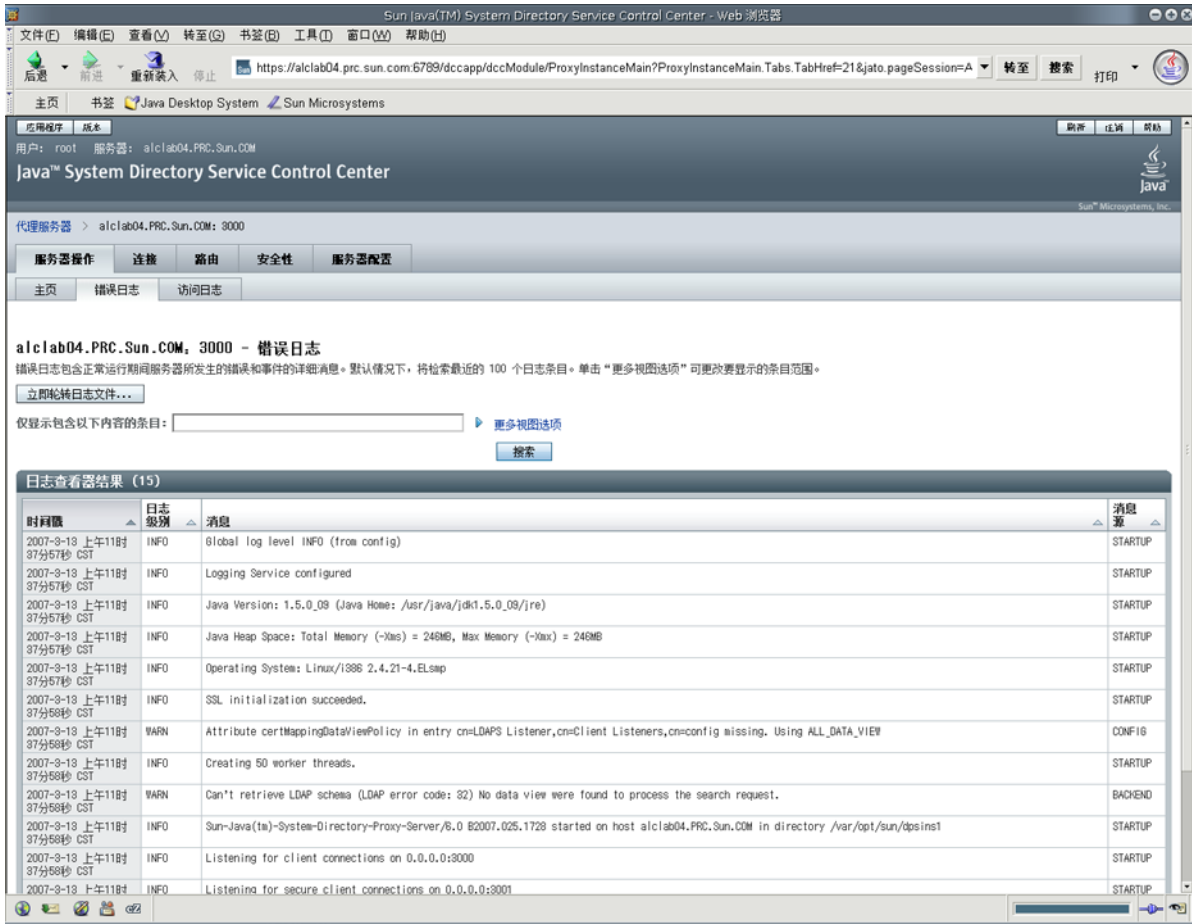 Sun Java(TM) System Directory Service Control Center - Web 浏览器
文件(F) 编辑(E) 查看(V) 转至(G) 书签(B) 工具(T) 窗口(W) 帮助(H)
后退 前进 重新装入 停止 https://alclab04.prc.sun.com:6789/dccapp/dccModule/ProxyInstanceMain?ProxyInstanceMain.Tabs.TabHref=21&jato.pageSession=A 转至 搜索 打印
主页 书签 Java Desktop System Sun Microsystems
应用程序 版本 刷新 注销 帮助
用户: root 服务器: alclab04.PRC.Sun.COM
Java™ System Directory Service Control Center
Java™
Sun™ Microsystems, Inc.
代理服务器 > alclab04.PRC.Sun.COM: 3000
服务器操作 连接 路由 安全性 服务器配置
主页 错误日志 访问日志
alclab04.PRC.Sun.COM: 3000 - 错误日志
错误日志包含正常运行期间服务器所发生的错误和事件的详细消息。默认情况下，将检索最近的 100 个日志条目。单击“更多视图选项”可更改要显示的条目范围。
立即轮转日志文件...
仅显示包含以下内容的条目: 更多视图选项
搜索
日志查看器结果 (15)
时间戳 日志级别 消息 消息源
2007-3-13 上午11时37分57秒 CST INFO Global log level INFO (from config) STARTUP
2007-3-13 上午11时37分57秒 CST INFO Logging Service configured STARTUP
2007-3-13 上午11时37分57秒 CST INFO Java Version: 1.5.0_09 (Java Home: /usr/java/jdk1.5.0_09/jre) STARTUP
2007-3-13 上午11时37分57秒 CST INFO Java Heap Space: Total Memory (-Xms) = 246MB, Max Memory (-Xmx) = 246MB STARTUP
2007-3-13 上午11时37分57秒 CST INFO Operating System: Linux/i386 2.4.21-4.ELsmp STARTUP
2007-3-13 上午11时37分58秒 CST INFO SSL initialization succeeded. STARTUP
2007-3-13 上午11时37分58秒 CST WARN Attribute certMappingDataViewPolicy in entry cn=LDAPS Listener,cn=Client Listeners,cn=config missing. Using ALL_DATA_VIEW CONFIG
2007-3-13 上午11时37分58秒 CST INFO Creating 50 worker threads. STARTUP
2007-3-13 上午11时37分58秒 CST WARN Can't retrieve LDAP schema (LDAP error code: 32) No data view were found to process the search request. BACKEND
2007-3-13 上午11时37分58秒 CST INFO Sun-Java(tm)-System-Directory-Proxy-Server/6.0 B2007.025.1728 started on host alclab04.PRC.Sun.COM in directory /var/opt/sun/dpsins1 STARTUP
2007-3-13 上午11时37分58秒 CST INFO Listening for client connections on 0.0.0.0:3000 STARTUP
2007-3-13 上午11时 INFO Listening for secure client connections on 0.0.0.0:3001 STARTUP